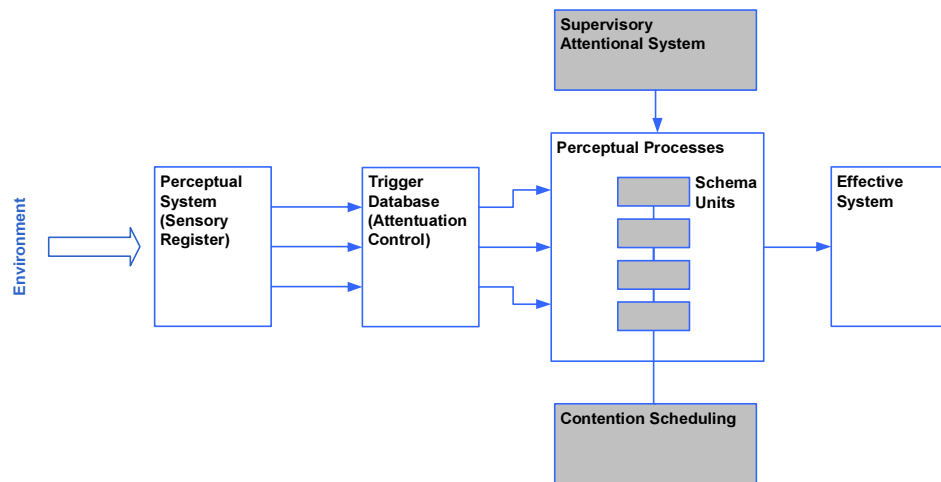 Supervisory
Attentional System
Perceptual Processes
Schema
Units
Perceptual
System
(Sensory
Register)
Trigger
Database
(Attentuation
Control)
Effective
System
Environment
Contention Scheduling